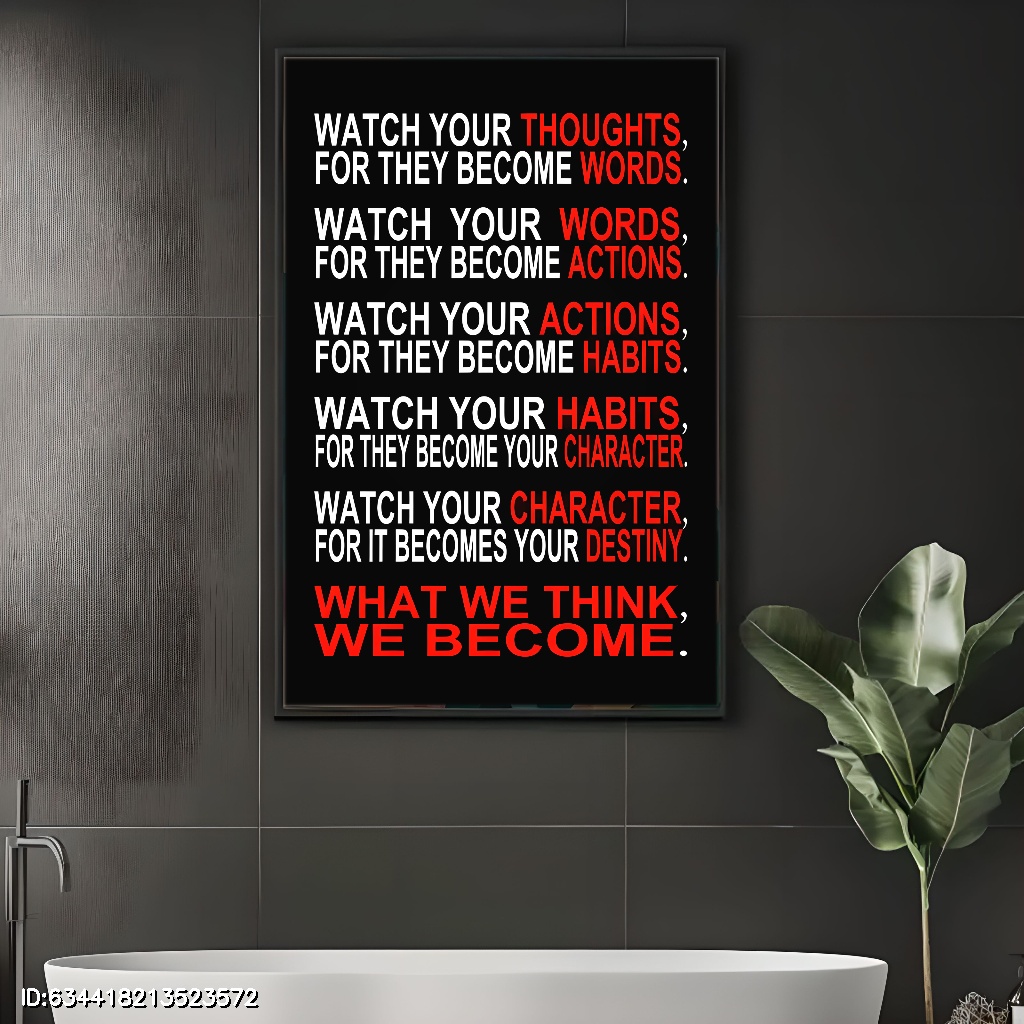 WATCH YOUR THOUGHTS,
FOR THEY BECOME WORDS.
WATCH YOUR WORDS,
FOR THEY BECOME ACTIONS.
WATCH YOUR ACTIONS,
FOR THEY BECOME HABITS.
WATCH YOUR HABITS,
FOR THEY BECOME YOUR CHARACTER.
WATCH YOUR CHARACTER,
FOR IT BECOMES YOUR DESTINY.
WHAT WE THINK,
WE BECOME.
ID:634418213523572